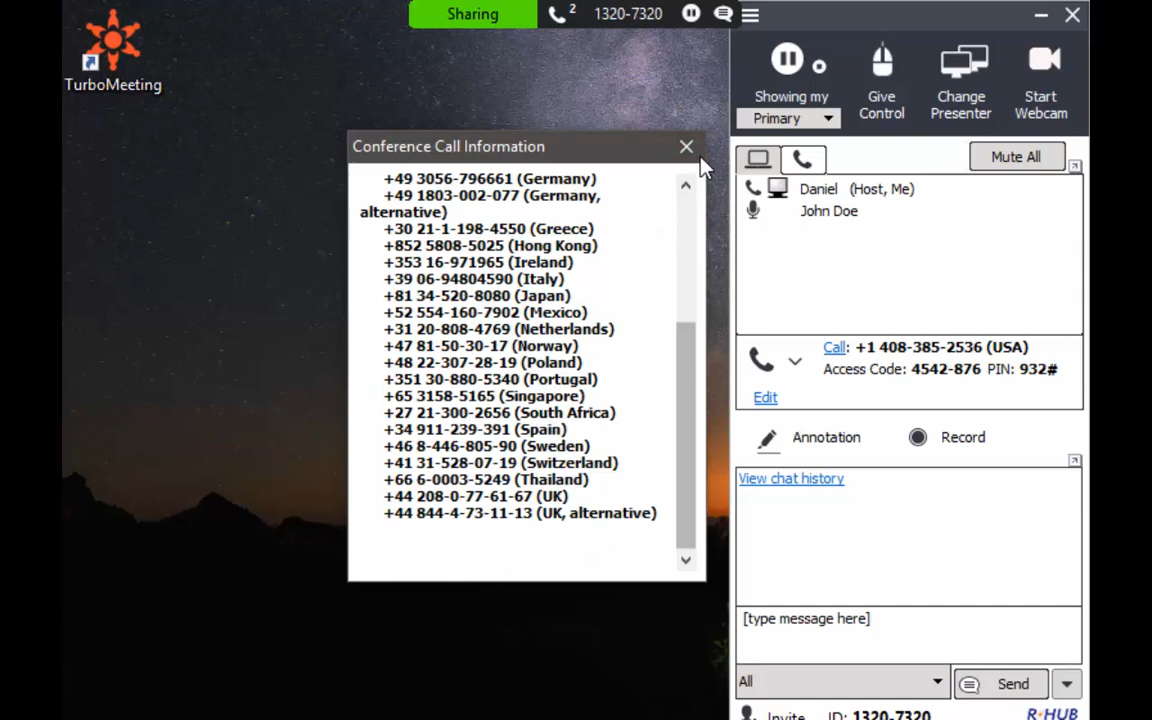 TurboMeeting
Sharing
2
1320-7320
Showing my
Primary
Give
Control
Change
Presenter
Start
Webcam
Mute All
Daniel (Host, Me)
John Doe
Call: +1 408-385-2536 (USA)
Access Code: 4542-876 PIN: 932#
Edit
Annotation
Record
View chat history
[type message here]
All
Send
Invite
ID: 1320-7320
R·HUB
Conference Call Information
+49 3056-796661 (Germany)
+49 1803-002-077 (Germany,
alternative)
+30 21-1-198-4550 (Greece)
+852 5808-5025 (Hong Kong)
+353 16-971965 (Ireland)
+39 06-94804590 (Italy)
+81 34-520-8080 (Japan)
+52 554-160-7902 (Mexico)
+31 20-808-4769 (Netherlands)
+47 81-50-30-17 (Norway)
+48 22-307-28-19 (Poland)
+351 30-880-5340 (Portugal)
+65 3158-5165 (Singapore)
+27 21-300-2656 (South Africa)
+34 911-239-391 (Spain)
+46 8-446-805-90 (Sweden)
+41 31-528-07-19 (Switzerland)
+66 6-0003-5249 (Thailand)
+44 208-0-77-61-67 (UK)
+44 844-4-73-11-13 (UK, alternative)